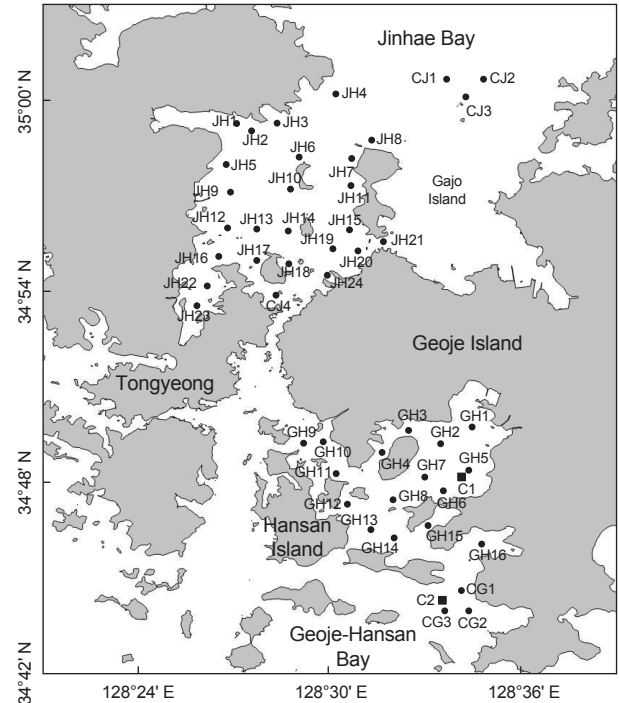 Jinhae Bay
CJ1
CJ2
35°00' N
JH4
CJ3
JH1
JH3
JH2
JH8
JH6
JH5
JH7
JH10
Gajo
Island
JH9
JH11
JH12
JH13
JH14
JH15
JH19
JH21
JH16
JH17
JH20
JH18
JH24
34°54' N
JH22
CJ4
JH23
Geoje Island
Tongyeong
GH3
GH1
GH9
GH2
GH10
GH4
GH5
GH11
GH7
34°48' N
C1
GH8
GH6
GH12
GH13
Hansan
Island
GH15
GH14
GH16
CG1
C2
CG3
CG2
Geoje-Hansan
Bay
34°42' N
128°24' E
128°30' E
128°36' E